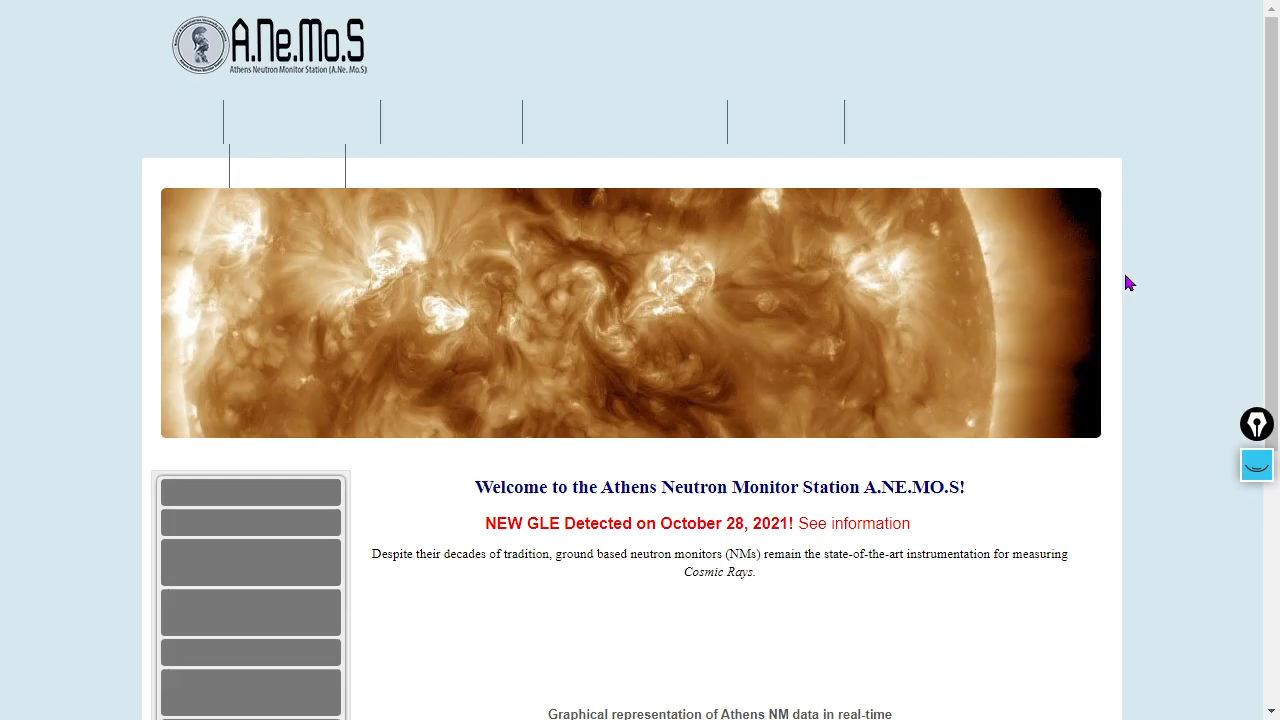 A.Ne.Mo.S
Athens Neutron Monitor Station (A.Ne. Mo.S)
Welcome to the Athens Neutron Monitor Station A.NE.MO.S!
NEW GLE Detected on October 28, 2021! See information
Despite their decades of tradition, ground based neutron monitors (NMs) remain the state-of-the-art instrumentation for measuring
Cosmic Rays.
Graphical representation of Athens NM data in real-time